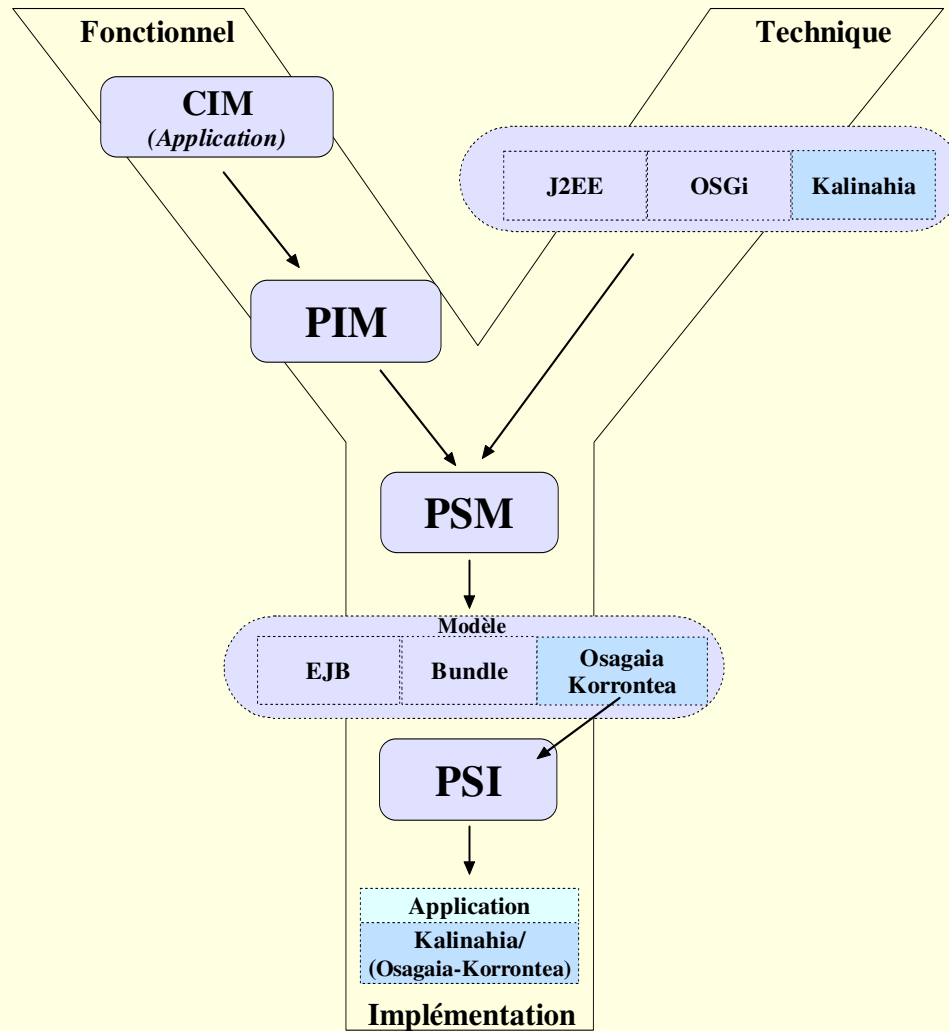 Fonctionnel
Technique
CIM
(Application)
J2EE
OSGi
Kalinahia
PIM
PSM
Modèle
EJB
Bundle
Osagaia
Korrontea
PSI
Application
Kalinahia/
(Osagaia-Korrontea)
Implémentation